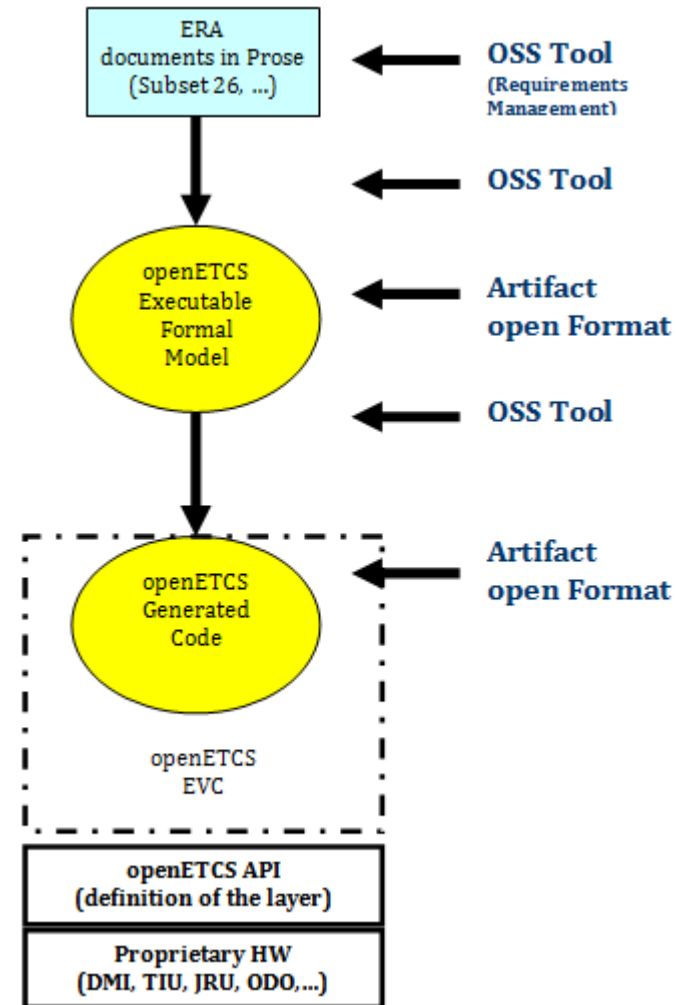 ERA
documents in Prose
(Subset 26, ...)
OSS Tool
(Requirements
Management)
OSS Tool
openETCS
Executable
Formal
Model
Artifact
open Format
OSS Tool
openETCS
Generated
Code
Artifact
open Format
openETCS
EVC
openETCS API
(definition of the layer)
Proprietary HW
(DMI, TIU, JRU, ODO,...)